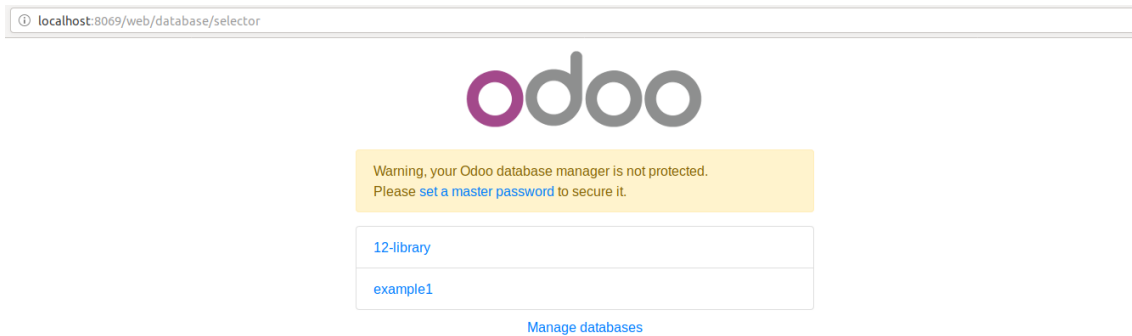 localhost:8069/web/database/selector
odoo
Warning, your Odoo database manager is not protected.
Please set a master password to secure it.
12-library
example1
Manage databases